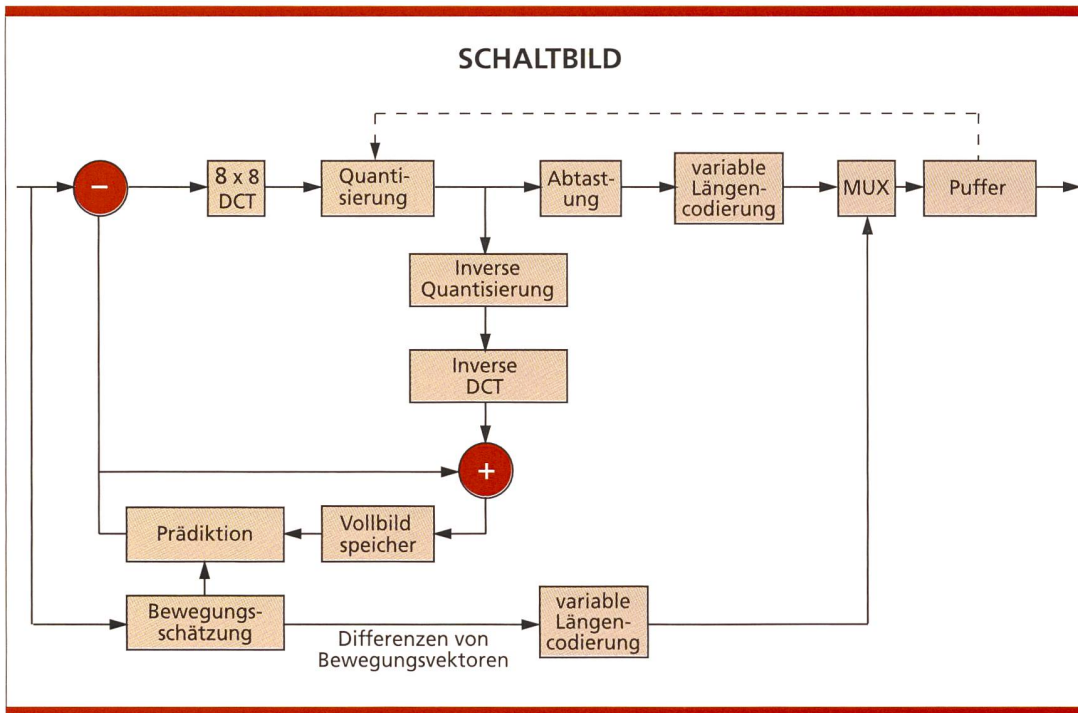 SCHALTBILD
−
8 x 8
DCT
Quanti-
sierung
Abtast-
ung
variable
Längen-
codierung
MUX
Puffer
Inverse
Quantisierung
Inverse
DCT
+
Prädiktion
Vollbild
speicher
Bewegungs-
schätzung
Differenzen von
Bewegungsvektoren
variable
Längen-
codierung